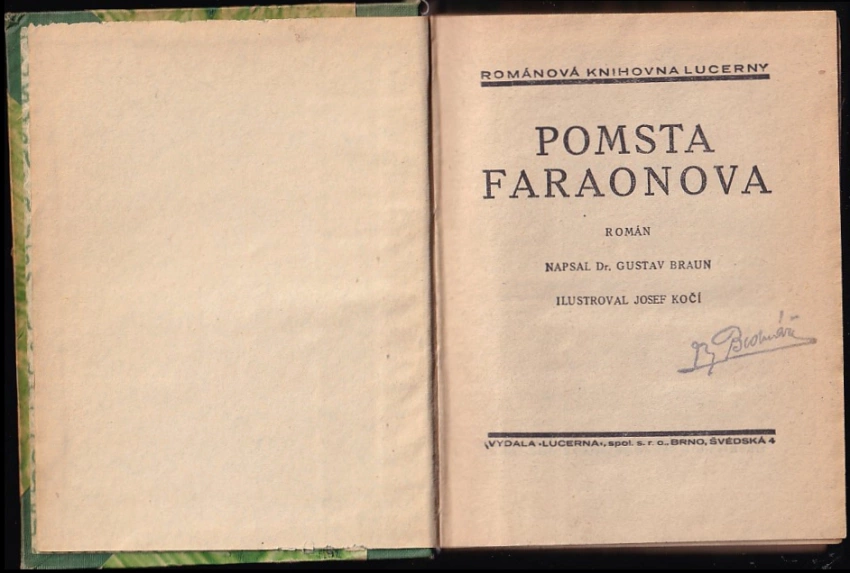 ROMÁNOVÁ KNIHOVNA LUCERNY
POMSTA
FARAONOVA
ROMÁN
NAPSAL Dr. GUSTAV BRAUN
ILUSTROVAL JOSEF KOČÍ
VYDALA »LUCERNA«, spol. s. r. o., BRNO, ŠVÉDSKÁ 4